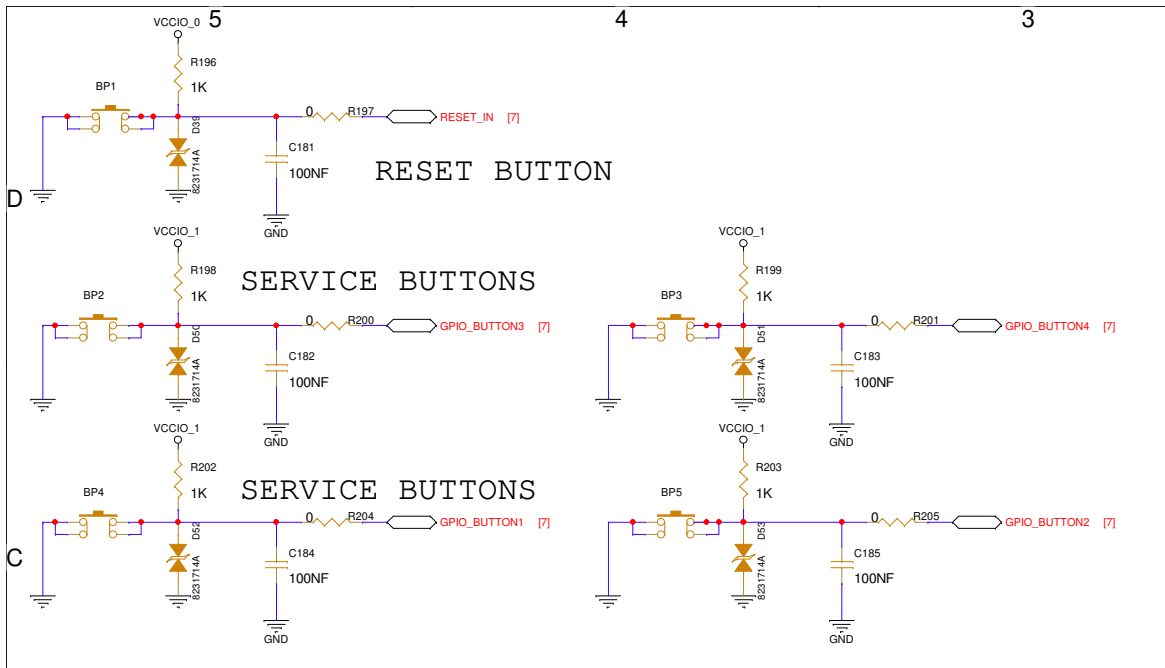 5
4
3
VCCIO_0
R196
1K
BP1
D39
8231714A
0
R197
RESET_IN [7]
C181
100NF
RESET BUTTON
D
GND
VCCIO_1
R198
1K
SERVICE BUTTONS
BP2
D50
8231714A
0
R200
GPIO_BUTTON3 [7]
C182
100NF
GND
VCCIO_1
R199
1K
BP3
D51
8231714A
0
R201
GPIO_BUTTON4 [7]
C183
100NF
GND
VCCIO_1
R202
1K
SERVICE BUTTONS
BP4
D52
8231714A
0
R204
GPIO_BUTTON1 [7]
C184
100NF
GND
VCCIO_1
R203
1K
BP5
D53
8231714A
0
R205
GPIO_BUTTON2 [7]
C185
100NF
GND
C